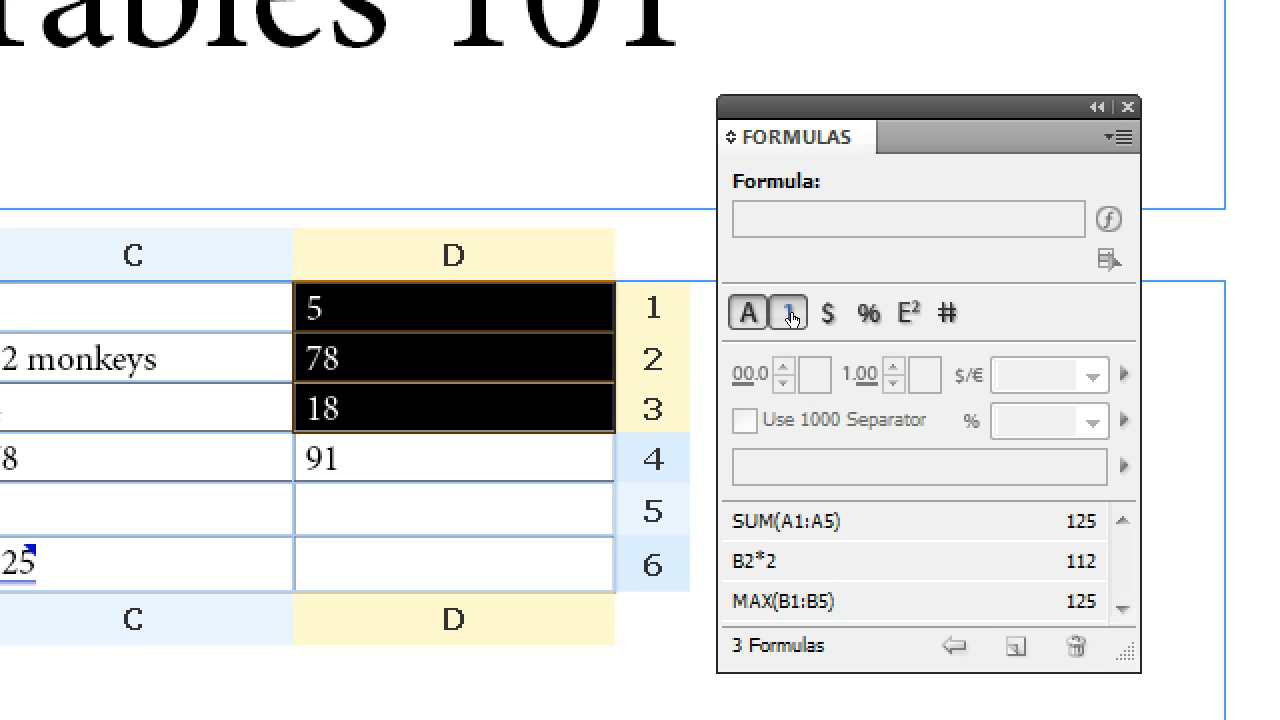 Tables 101
FORMULAS
Formula:
C D
5 1
2 monkeys 78 2
18 3
8 91 4
5
25 6
C D
A 1 $ % E² #
00.0 1.00 $/€
Use 1000 Separator %
SUM(A1:A5) 125
B2*2 112
MAX(B1:B5) 125
3 Formulas